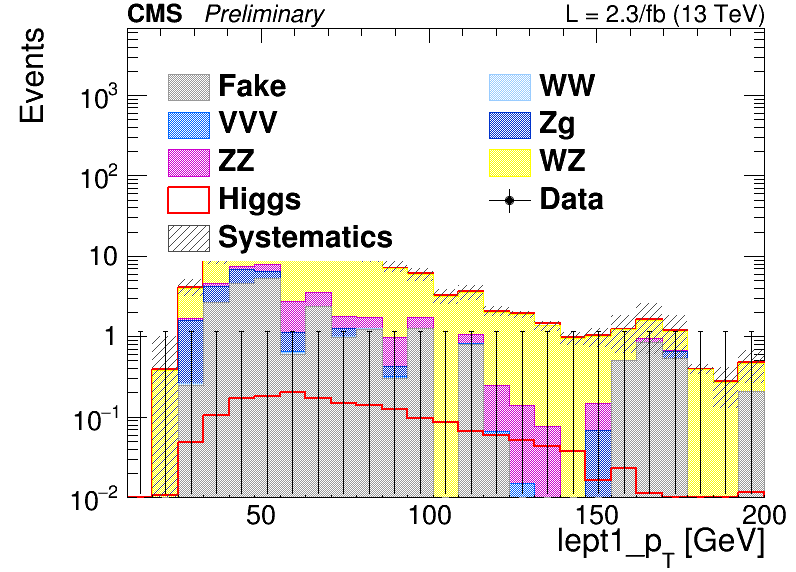 CMS Preliminary L = 2.3/fb (13 TeV)
Events
Fake WW
VVV Zg
ZZ WZ
Higgs Data
Systematics
10³
10²
10
1
10⁻¹
10⁻²
50 100 150 200
lept1_p_T [GeV]